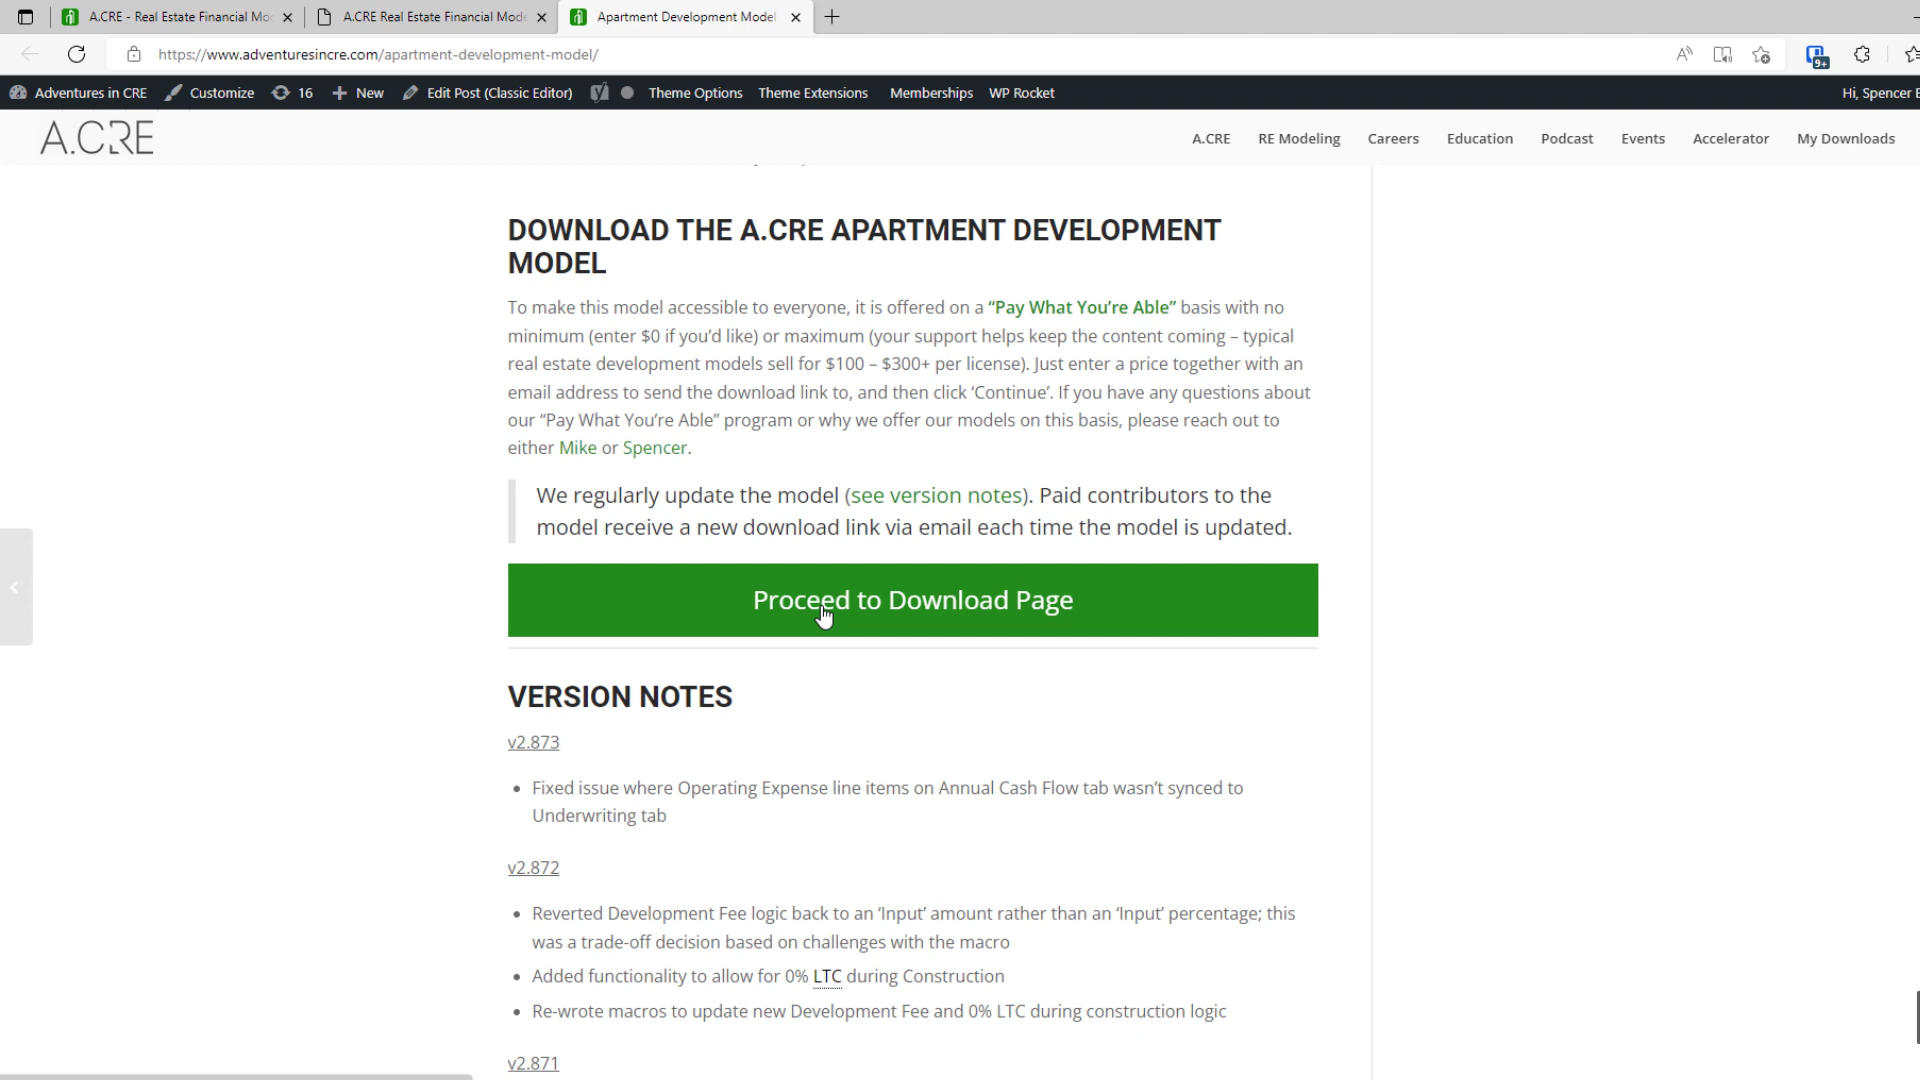 A.CRE - Real Estate Financial Mo
A.CRE Real Estate Financial Mode
Apartment Development Model
https://www.adventuresincre.com/apartment-development-model/
9+
Adventures in CRE Customize 16 New Edit Post (Classic Editor) Theme Options Theme Extensions Memberships WP Rocket Hi, Spencer B
A.CRE
A.CRE RE Modeling Careers Education Podcast Events Accelerator My Downloads
DOWNLOAD THE A.CRE APARTMENT DEVELOPMENT
MODEL
To make this model accessible to everyone, it is offered on a “Pay What You’re Able” basis with no
minimum (enter $0 if you’d like) or maximum (your support helps keep the content coming – typical
real estate development models sell for $100 – $300+ per license). Just enter a price together with an
email address to send the download link to, and then click ‘Continue’. If you have any questions about
our “Pay What You’re Able” program or why we offer our models on this basis, please reach out to
either Mike or Spencer.
We regularly update the model (see version notes). Paid contributors to the
model receive a new download link via email each time the model is updated.
Proceed to Download Page
VERSION NOTES
v2.873
• Fixed issue where Operating Expense line items on Annual Cash Flow tab wasn’t synced to
Underwriting tab
v2.872
• Reverted Development Fee logic back to an ‘Input’ amount rather than an ‘Input’ percentage; this
was a trade-off decision based on challenges with the macro
• Added functionality to allow for 0% LTC during Construction
• Re-wrote macros to update new Development Fee and 0% LTC during construction logic
v2.871